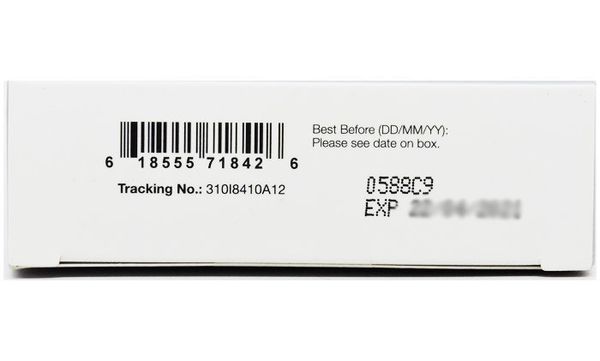 Best Before (DD/MM/YY):
Please see date on box.
6 18555 71842 6
Tracking No.: 310I8410A12
0588C9
EXP